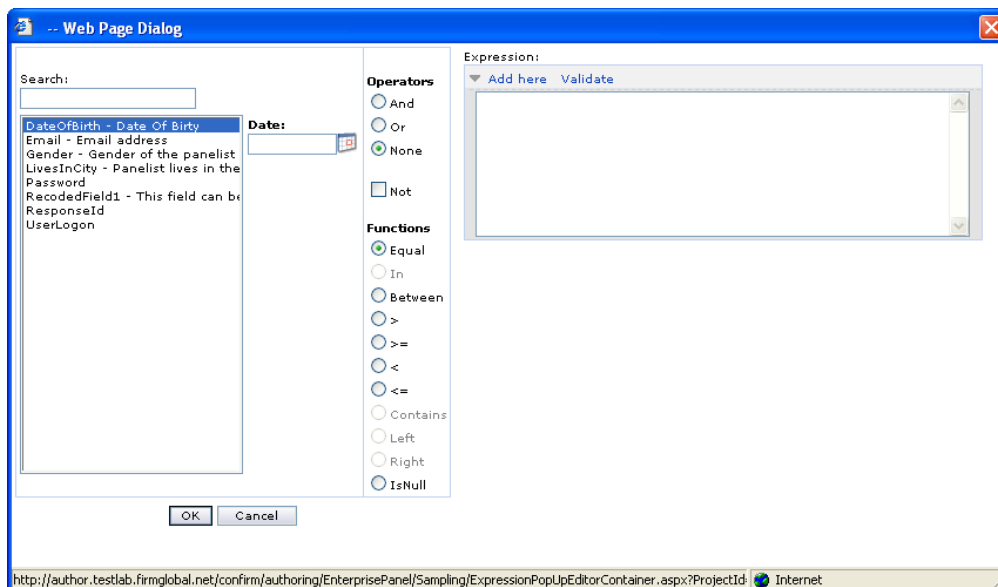 -- Web Page Dialog
Search:
DateOfBirth - Date Of Birty
Email - Email address
Gender - Gender of the panelist
LivesInCity - Panelist lives in the
Password
RecodedField1 - This field can be
ResponseId
UserLogon
Date:
Operators
And
Or
None
Not
Functions
Equal
In
Between
>
>=
<
<=
Contains
Left
Right
IsNull
Expression:
Add here Validate
OK Cancel
http://author.testlab.firmglobal.net/confirm/authoring/EnterprisePanel/Sampling/ExpressionPopUpEditorContainer.aspx?ProjectId Internet